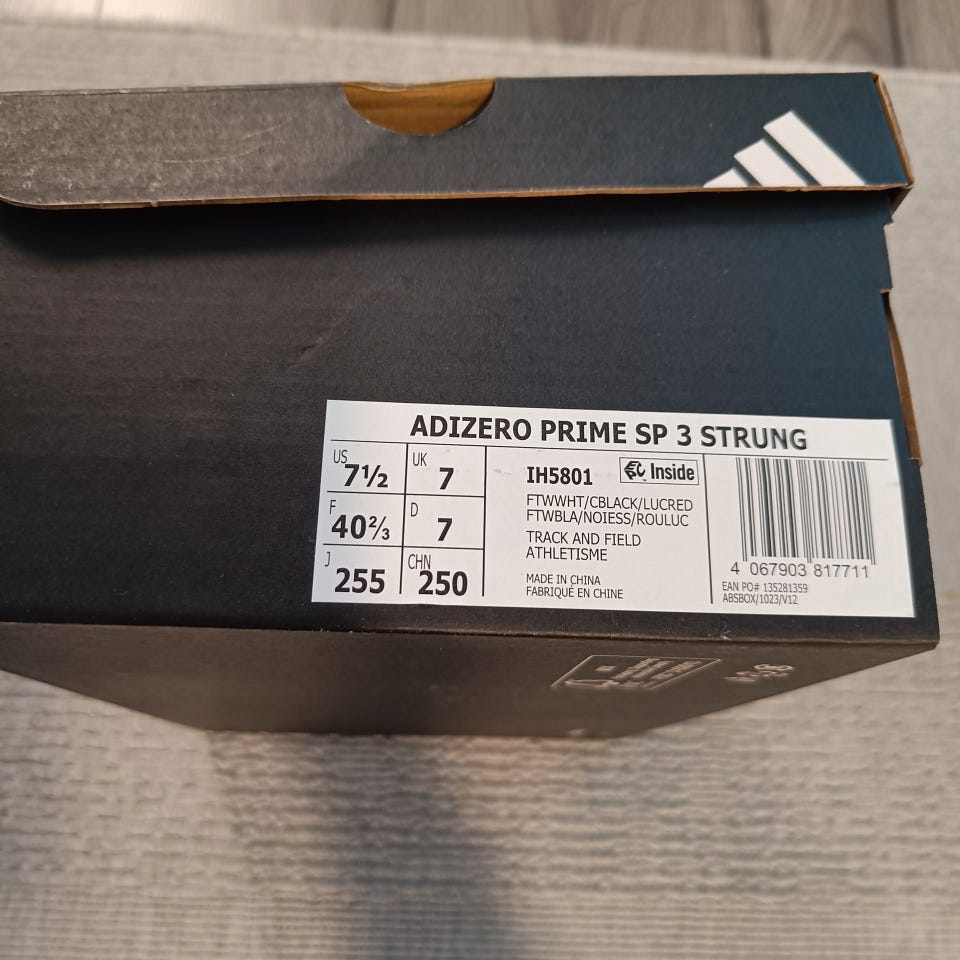 ADIZERO PRIME SP 3 STRUNG
US 7½ UK 7
F 40⅔ D 7
J 255 CHN 250
IH5801 Inside
FTWWHT/CBLACK/LUCRED
FTWBLA/NOIESS/ROULUC
TRACK AND FIELD
ATHLETISME
MADE IN CHINA
FABRIQUÉ EN CHINE
4 067903 817711
EAN PO# 135281359
ABSBOX/1023/V12